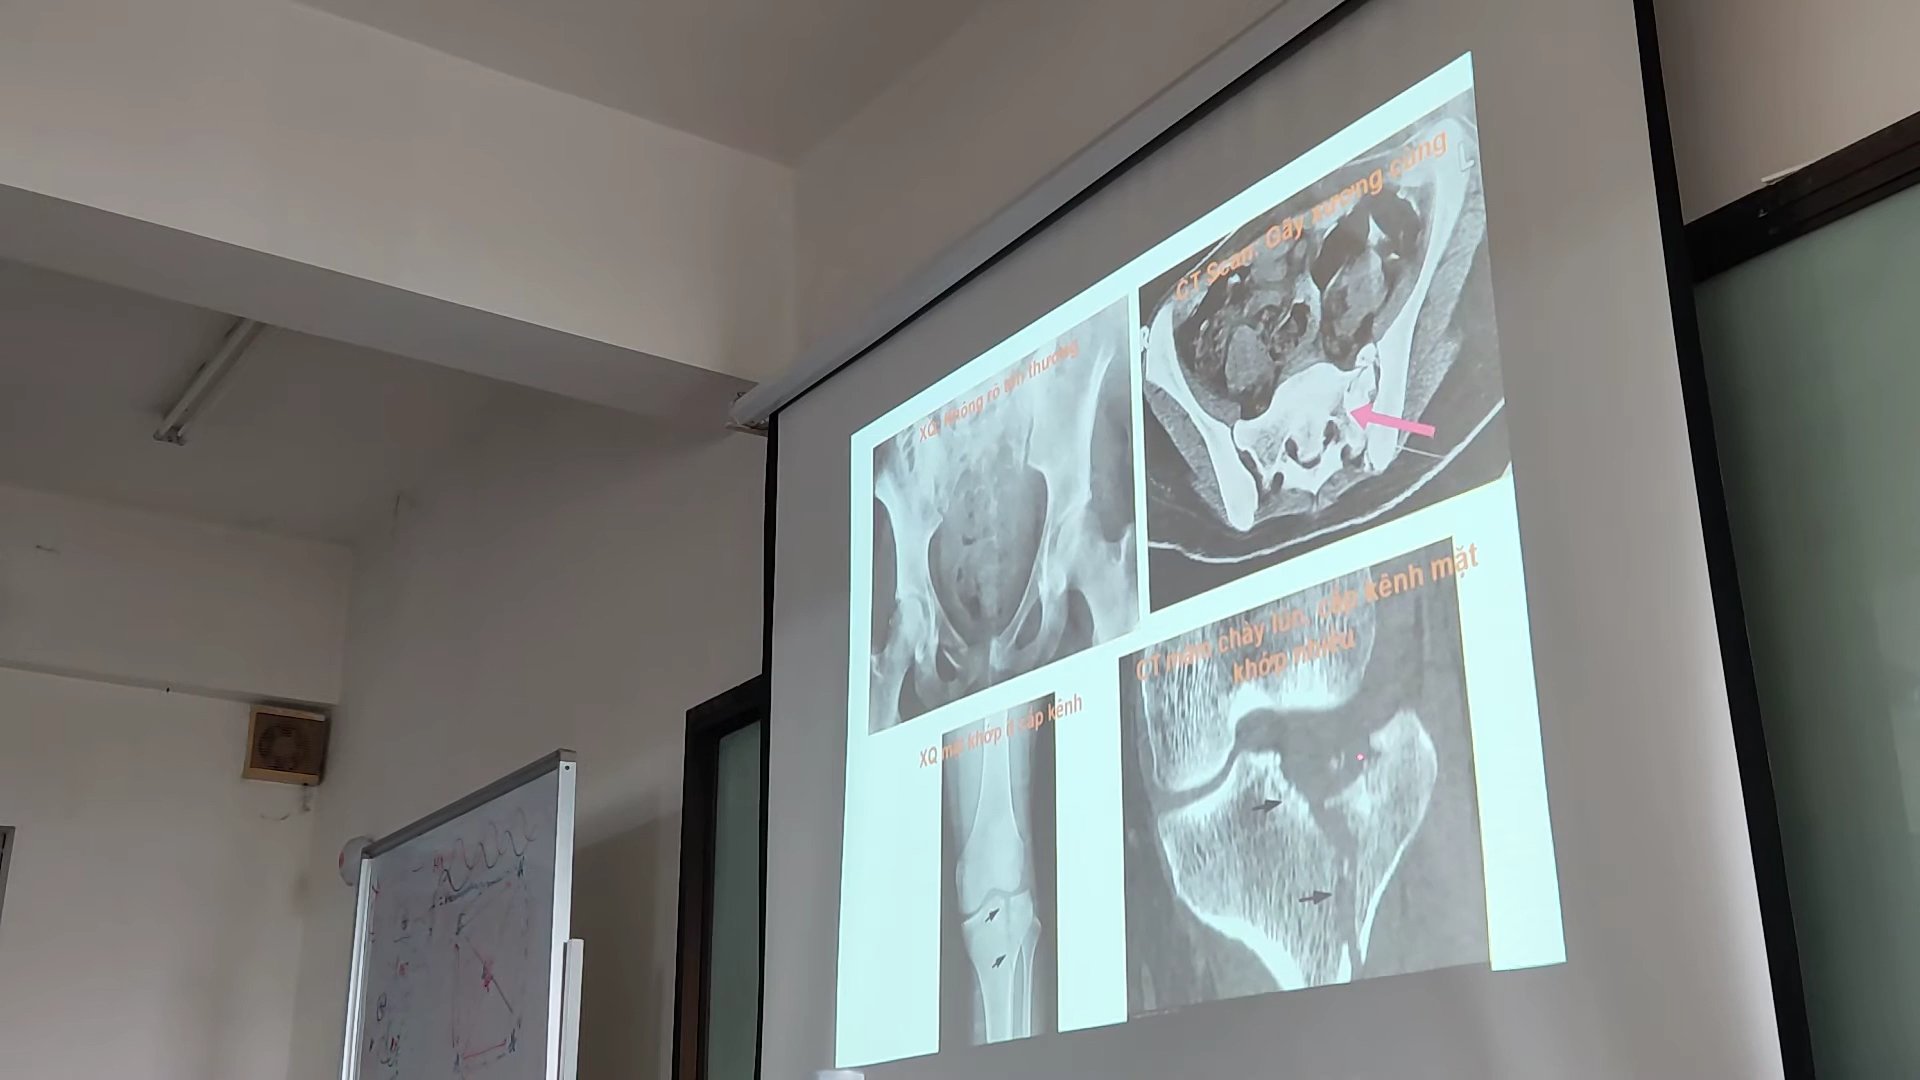 XQ: Không rõ tổn thương
CT Scan: Gãy xương cùng
L
XQ mặt khớp ít cấp kênh
CT mâm chày lún, cấp kênh mặt
khớp nhiều